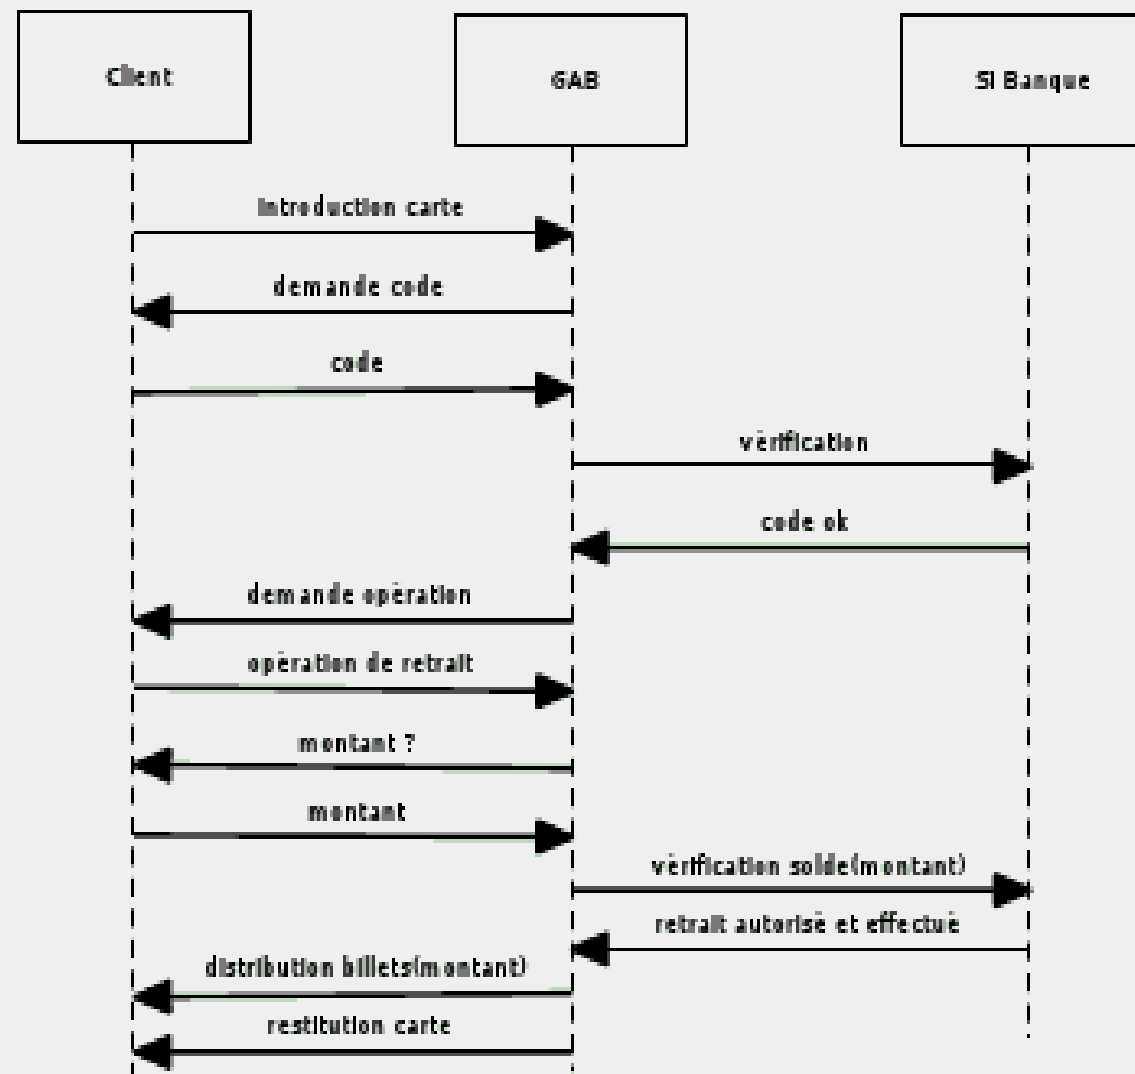 Client
GAB
SI Banque
introduction carte
demande code
code
vérification
code ok
demande opération
opération de retrait
montant ?
montant
vérification solde(montant)
retrait autorisé et effectué
distribution billets(montant)
restitution carte